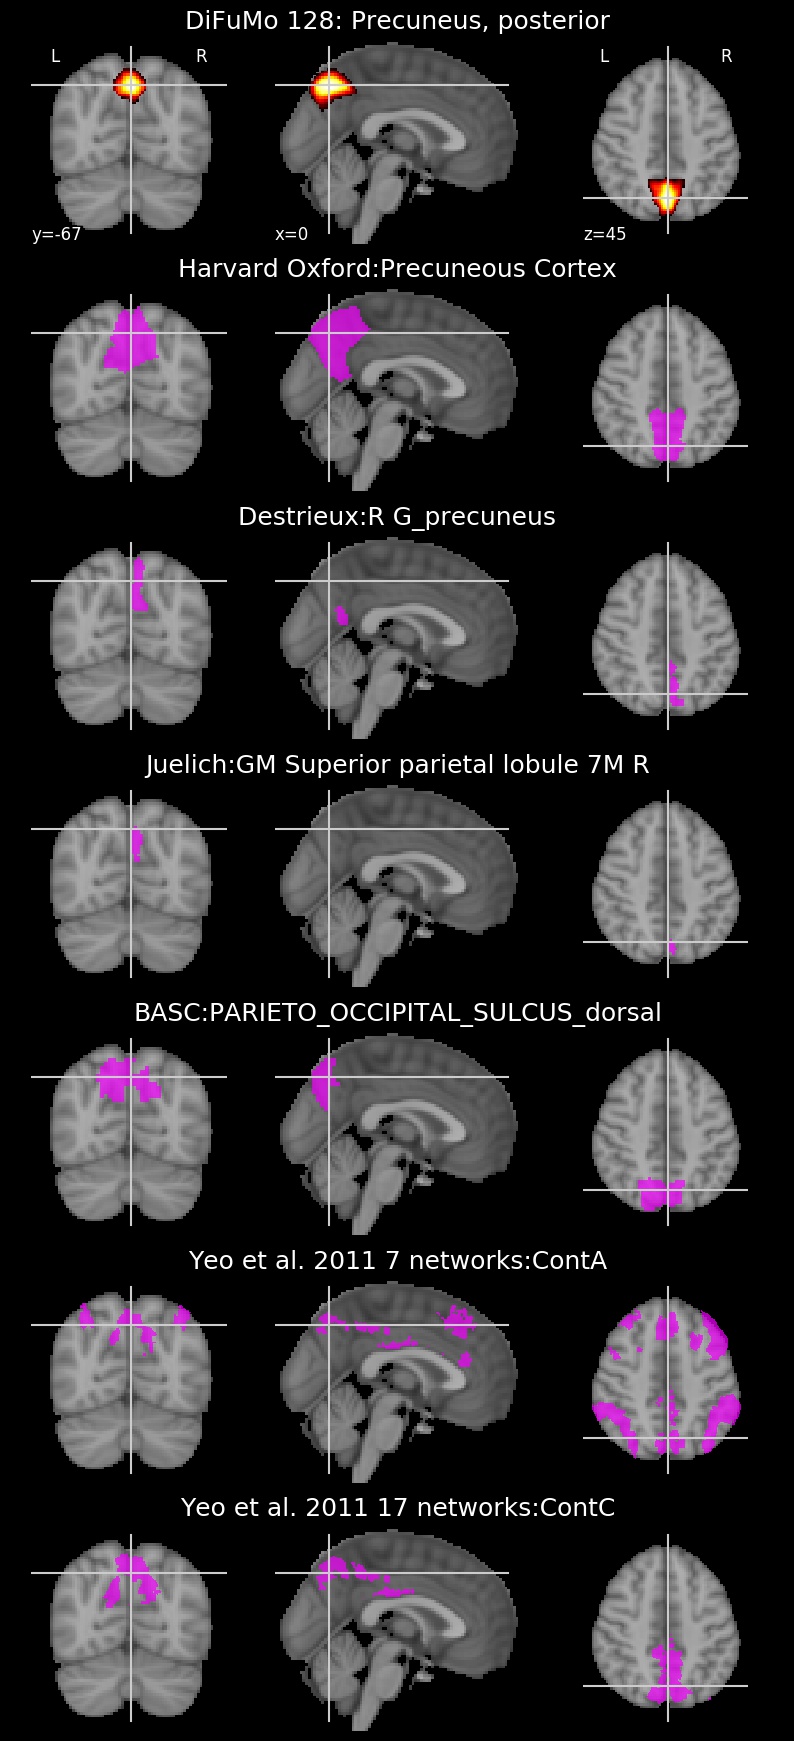 DiFuMo 128: Precuneus, posterior
L R L R
y=-67 x=0 z=45
Harvard Oxford:Precuneous Cortex
Destrieux:R G_precuneus
Juelich:GM Superior parietal lobule 7M R
BASC:PARIETO_OCCIPITAL_SULCUS_dorsal
Yeo et al. 2011 7 networks:ContA
Yeo et al. 2011 17 networks:ContC